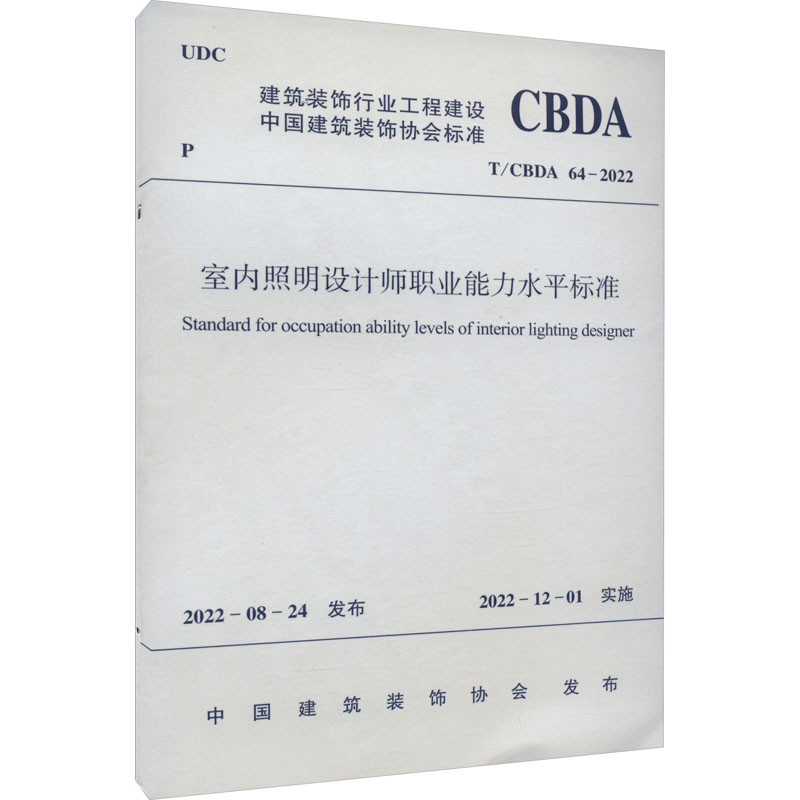 UDC
建筑装饰行业工程建设
中国建筑装饰协会标准
CBDA
P
T/CBDA 64-2022
室内照明设计师职业能力水平标准
Standard for occupation ability levels of interior lighting designer
2022-08-24 发布
2022-12-01 实施
中国建筑装饰协会 发布